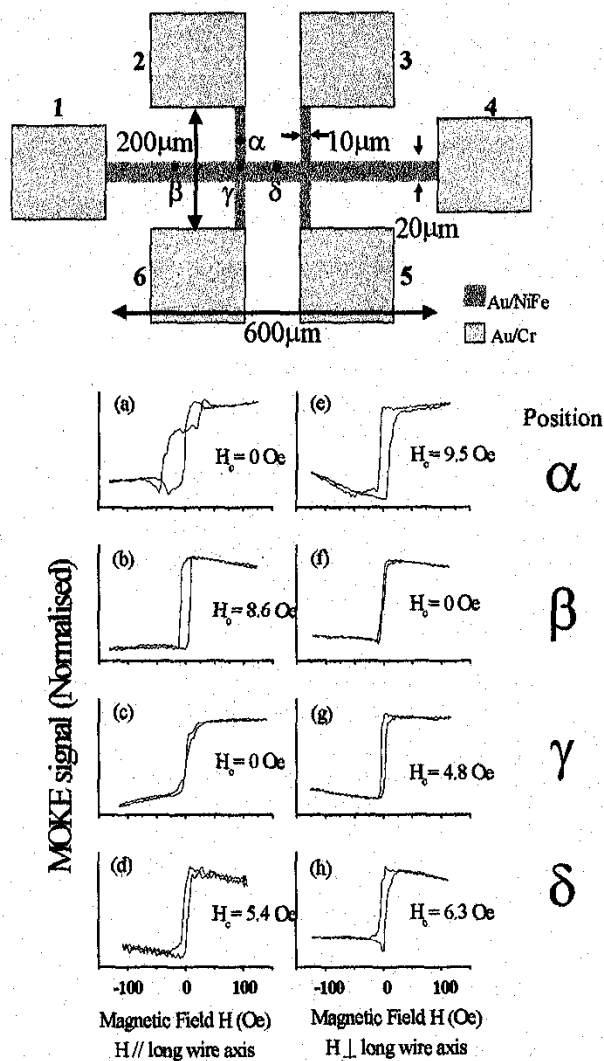 2
3
1
4
200μm
α
10μm
β
γ
δ
20μm
6
5
Au/NiFe
Au/Cr
600μm
(a)
H_c = 0 Oe
(e)
H_c = 9.5 Oe
Position
α
(b)
H_c = 8.6 Oe
(f)
H_c = 0 Oe
β
(c)
H_c = 0 Oe
(g)
H_c = 4.8 Oe
γ
(d)
H_c = 5.4 Oe
(h)
H_c = 6.3 Oe
δ
MOKE signal (Normalised)
-100 0 100
-100 0 100
Magnetic Field H (Oe)
Magnetic Field H (Oe)
H // long wire axis
H ⊥ long wire axis